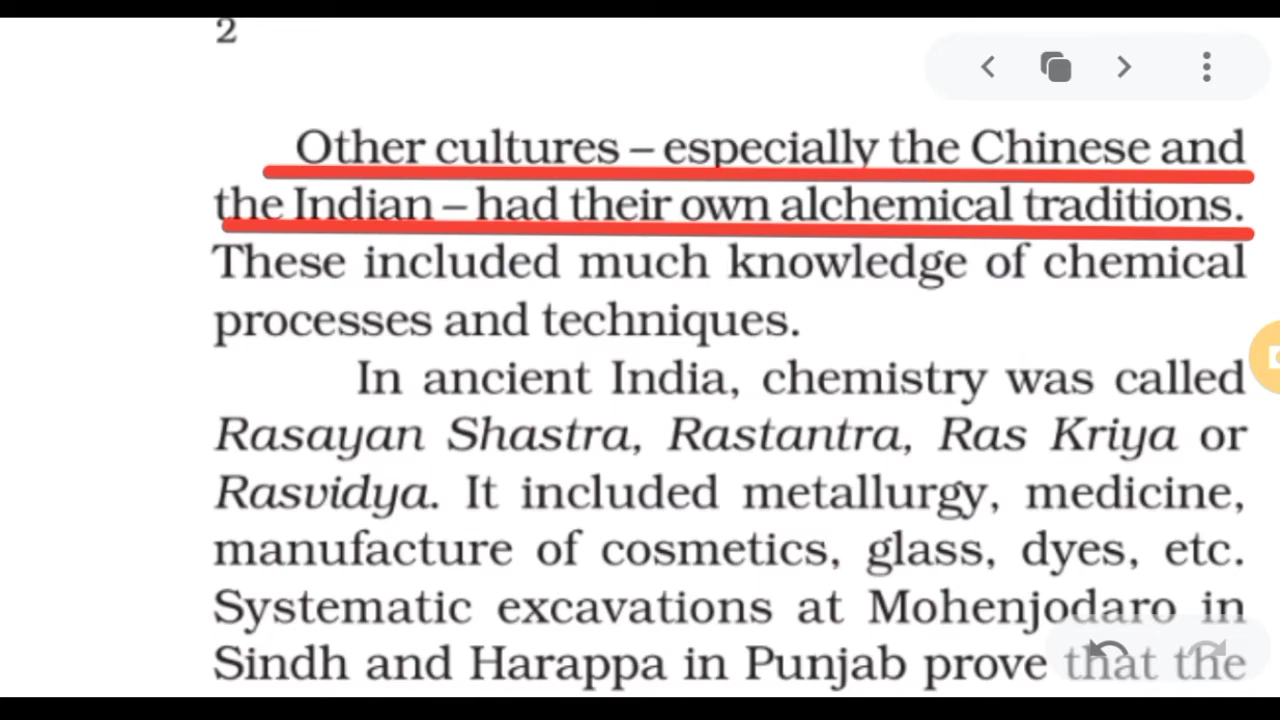 2
Other cultures – especially the Chinese and
the Indian – had their own alchemical traditions.
These included much knowledge of chemical
processes and techniques.
In ancient India, chemistry was called
Rasayan Shastra, Rastantra, Ras Kriya or
Rasvidya. It included metallurgy, medicine,
manufacture of cosmetics, glass, dyes, etc.
Systematic excavations at Mohenjodaro in
Sindh and Harappa in Punjab prove that the